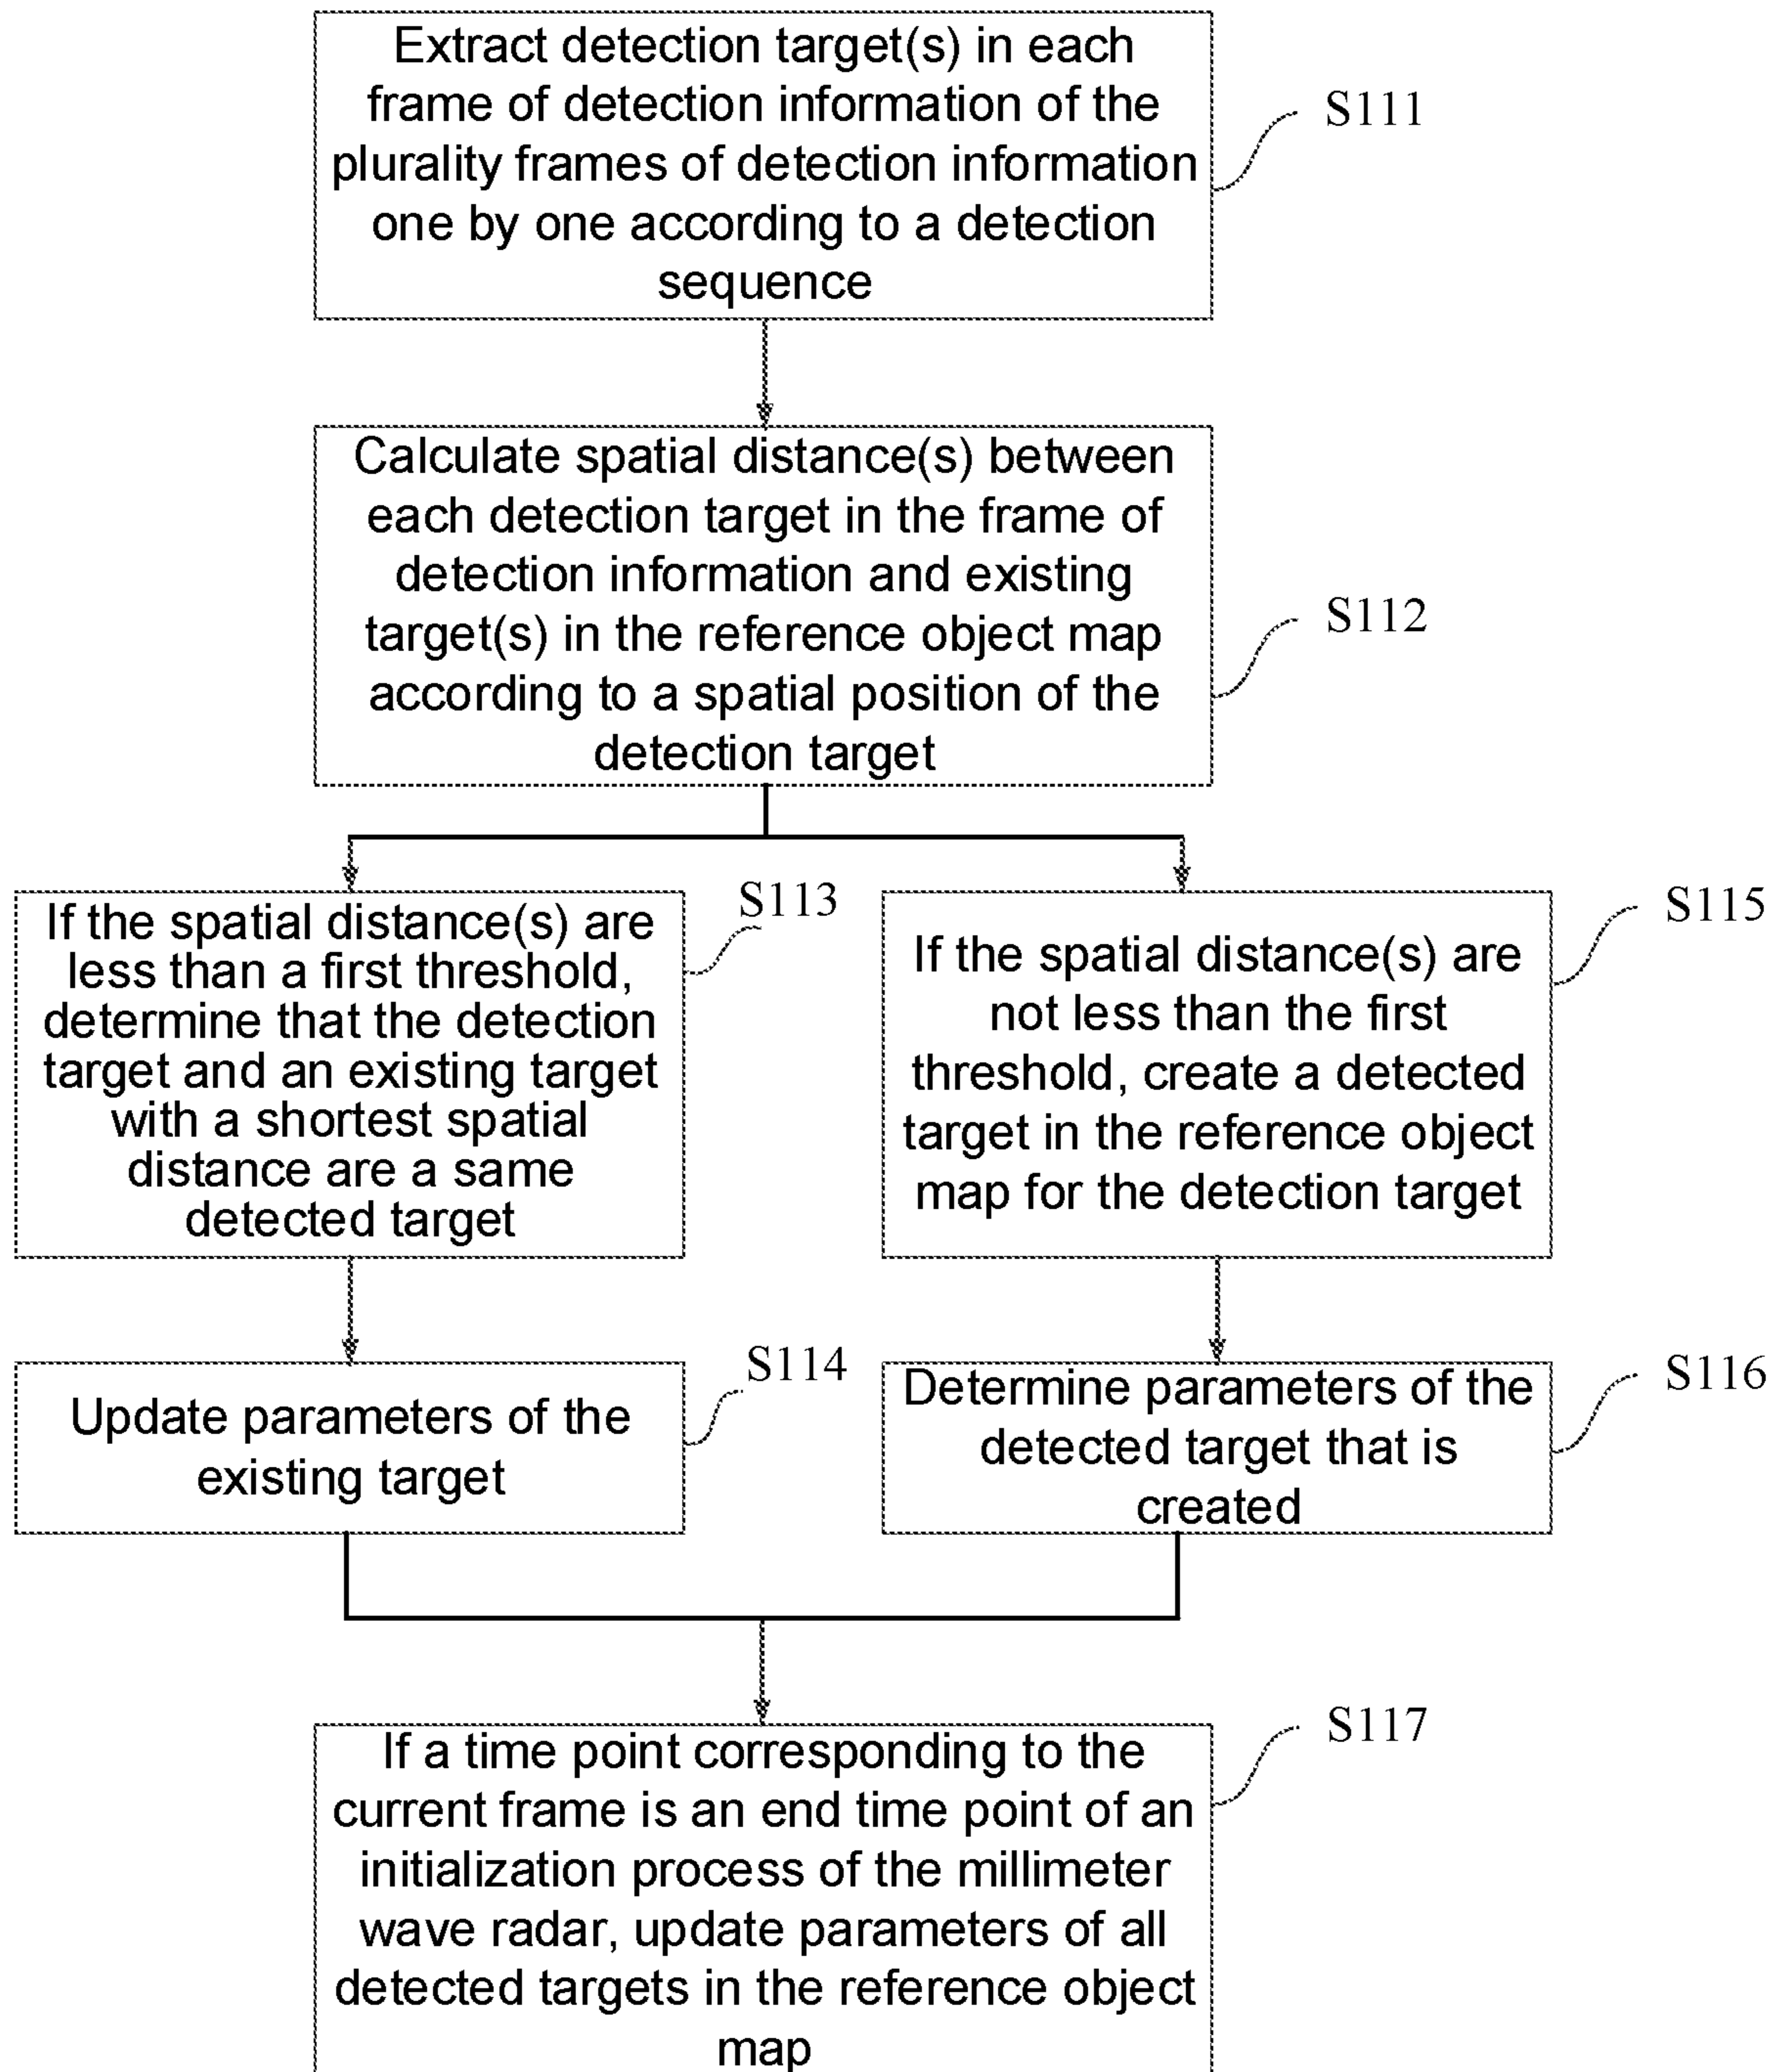 Extract detection target(s) in each
frame of detection information of the
plurality frames of detection information
one by one according to a detection
sequence
S111
Calculate spatial distance(s) between
each detection target in the frame of
detection information and existing
target(s) in the reference object map
according to a spatial position of the
detection target
S112
If the spatial distance(s) are
less than a first threshold,
determine that the detection
target and an existing target
with a shortest spatial
distance are a same
detected target
S113
If the spatial distance(s) are
not less than the first
threshold, create a detected
target in the reference object
map for the detection target
S115
Update parameters of the
existing target
S114
Determine parameters of the
detected target that is
created
S116
If a time point corresponding to the
current frame is an end time point of an
initialization process of the millimeter
wave radar, update parameters of all
detected targets in the reference object
map
S117